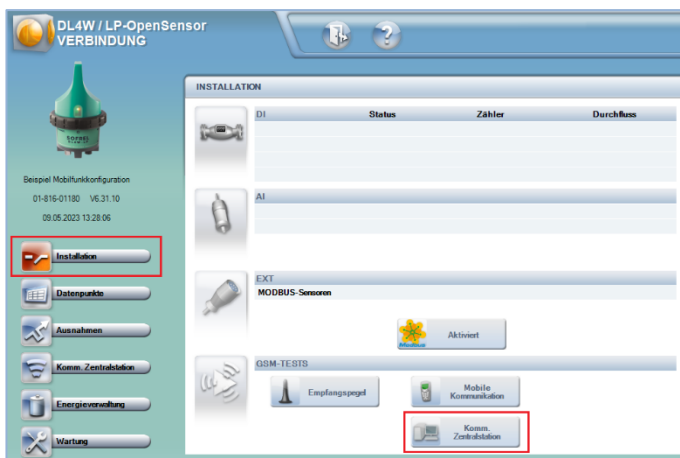 DL4W / LP-OpenSensor
VERBINDUNG
SOFREL
Beispiel Mobilfunkkonfiguration
01-816-01180 V6.31.10
09.05.2023 13:28:06
Installation
Datenpunkte
Ausnahmen
Komm. Zentralstation
Energieverwaltung
Wartung
INSTALLATION
DI Status Zähler Durchfluss
AI
EXT
MODBUS-Sensoren
Modbus
Aktiviert
GSM-TESTS
Empfangspegel
Mobile
Kommunikation
Komm.
Zentralstation